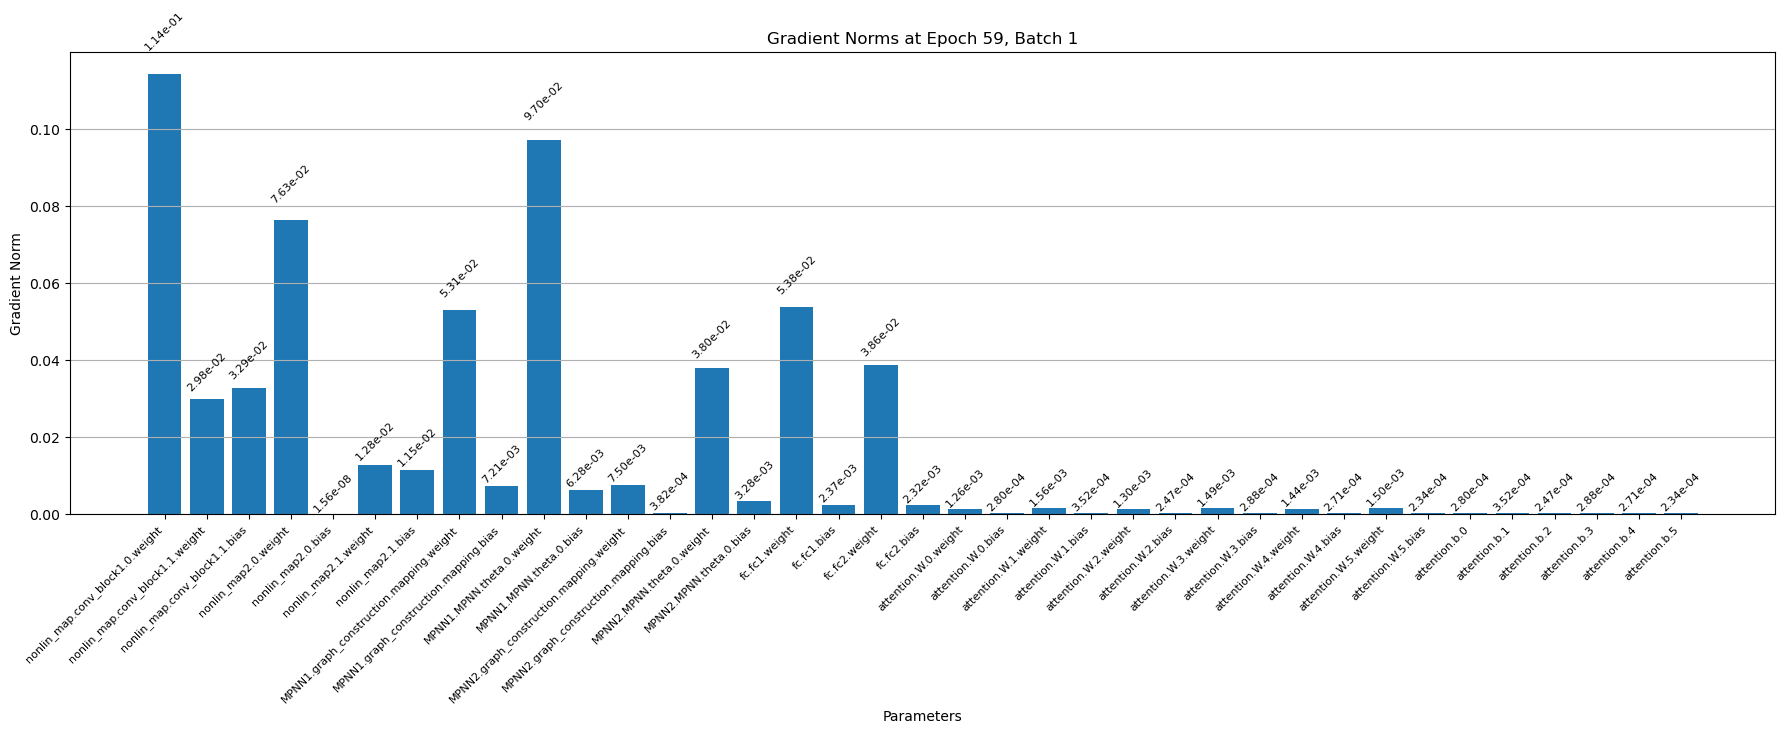 Gradient Norms at Epoch 59, Batch 1
Gradient Norm
0.10
0.08
0.06
0.04
0.02
0.00
1.14e-01
2.98e-02
3.29e-02
7.63e-02
1.56e-08
1.28e-02
1.15e-02
5.31e-02
7.21e-03
9.70e-02
6.28e-03
7.50e-03
3.82e-04
3.80e-02
3.28e-03
5.38e-02
2.37e-03
3.86e-02
2.32e-03
1.26e-03
2.80e-04
1.56e-03
3.52e-04
1.30e-03
2.47e-04
1.49e-03
2.88e-04
1.44e-03
2.71e-04
1.50e-03
2.34e-04
2.80e-04
3.52e-04
2.47e-04
2.88e-04
2.71e-04
2.34e-04
nonlin_map.conv_block1.0.weight
nonlin_map.conv_block1.1.weight
nonlin_map.conv_block1.1.bias
nonlin_map2.0.weight
nonlin_map2.0.bias
nonlin_map2.1.weight
nonlin_map2.1.bias
MPNN1.graph_construction.mapping.weight
MPNN1.graph_construction.mapping.bias
MPNN1.MPNN.theta.0.weight
MPNN1.MPNN.theta.0.bias
MPNN2.graph_construction.mapping.weight
MPNN2.graph_construction.mapping.bias
MPNN2.MPNN.theta.0.weight
MPNN2.MPNN.theta.0.bias
fc.fc1.weight
fc.fc1.bias
fc.fc2.weight
fc.fc2.bias
attention.W.0.weight
attention.W.0.bias
attention.W.1.weight
attention.W.1.bias
attention.W.2.weight
attention.W.2.bias
attention.W.3.weight
attention.W.3.bias
attention.W.4.weight
attention.W.4.bias
attention.W.5.weight
attention.W.5.bias
attention.b.0
attention.b.1
attention.b.2
attention.b.3
attention.b.4
attention.b.5
Parameters